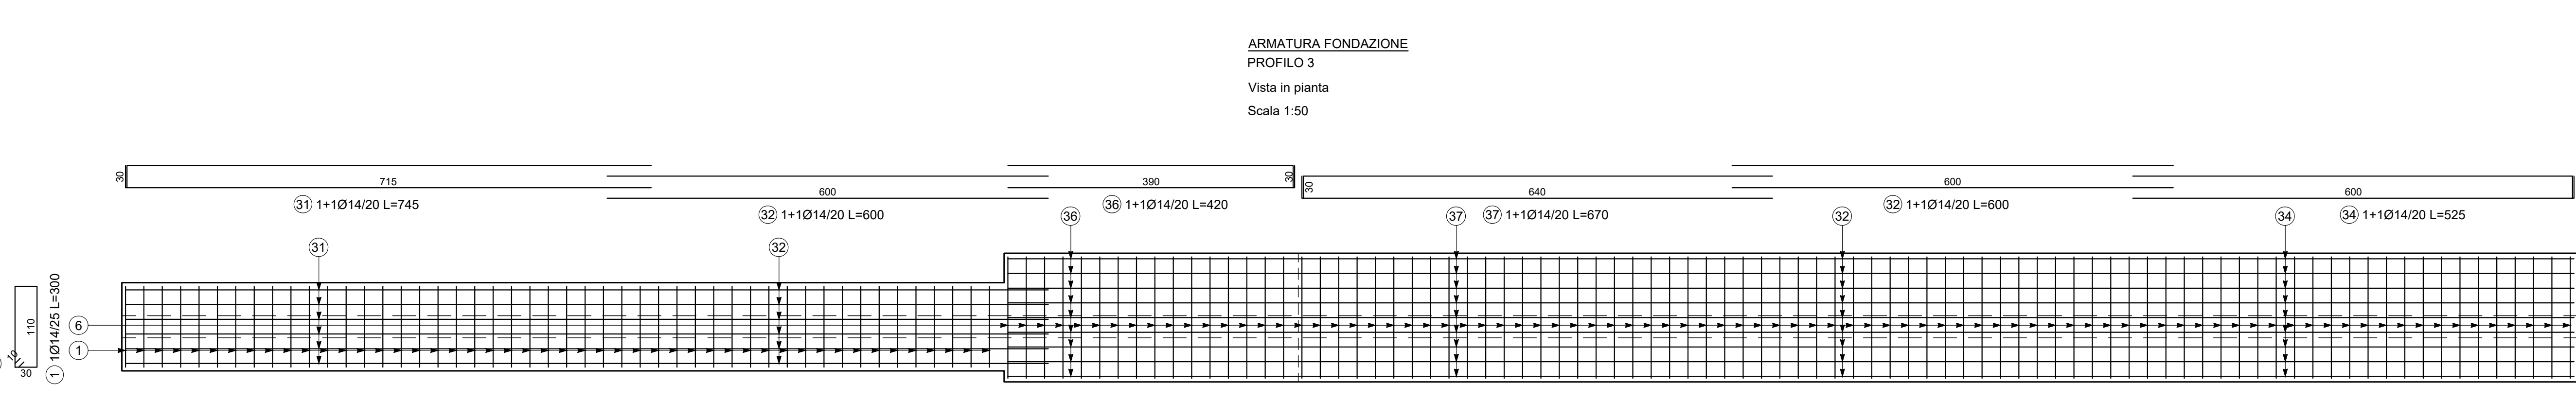 ARMATURA FONDAZIONE
PROFILO 3
Vista in pianta
Scala 1:50
30
715
31 1+1Ø14/20 L=745
600
32 1+1Ø14/20 L=600
390
30
36 1+1Ø14/20 L=420
30
640
37 1+1Ø14/20 L=670
600
32 1+1Ø14/20 L=600
600
34 1+1Ø14/20 L=525
31
32
36
37
32
34
110
30
10
1 1Ø14/25 L=300
6
1